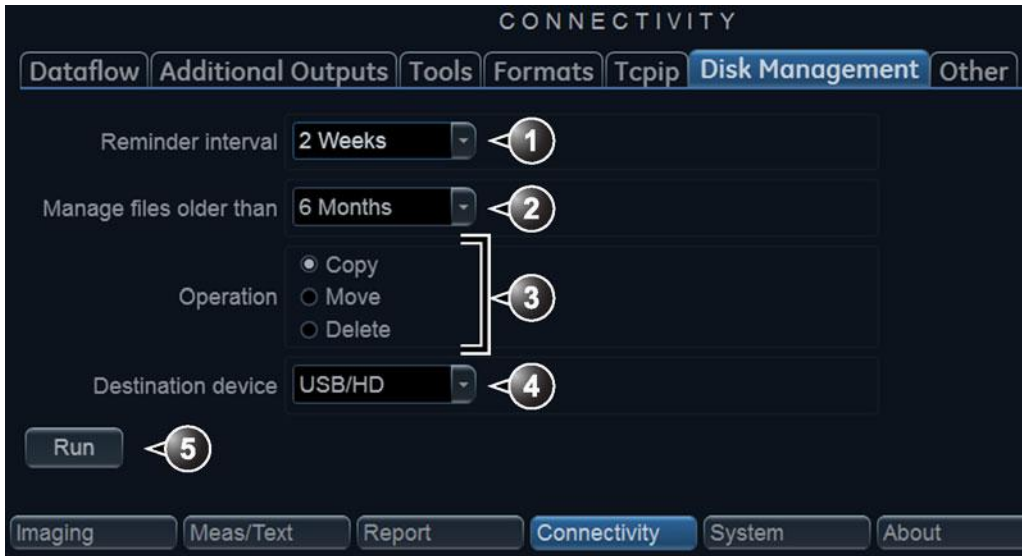 CONNECTIVITY
Dataflow Additional Outputs Tools Formats Tcpip Disk Management Other
Reminder interval 2 Weeks 1
Manage files older than 6 Months 2
Copy
Operation Move 3
Delete
Destination device USB/HD 4
Run 5
Imaging Meas/Text Report Connectivity System About